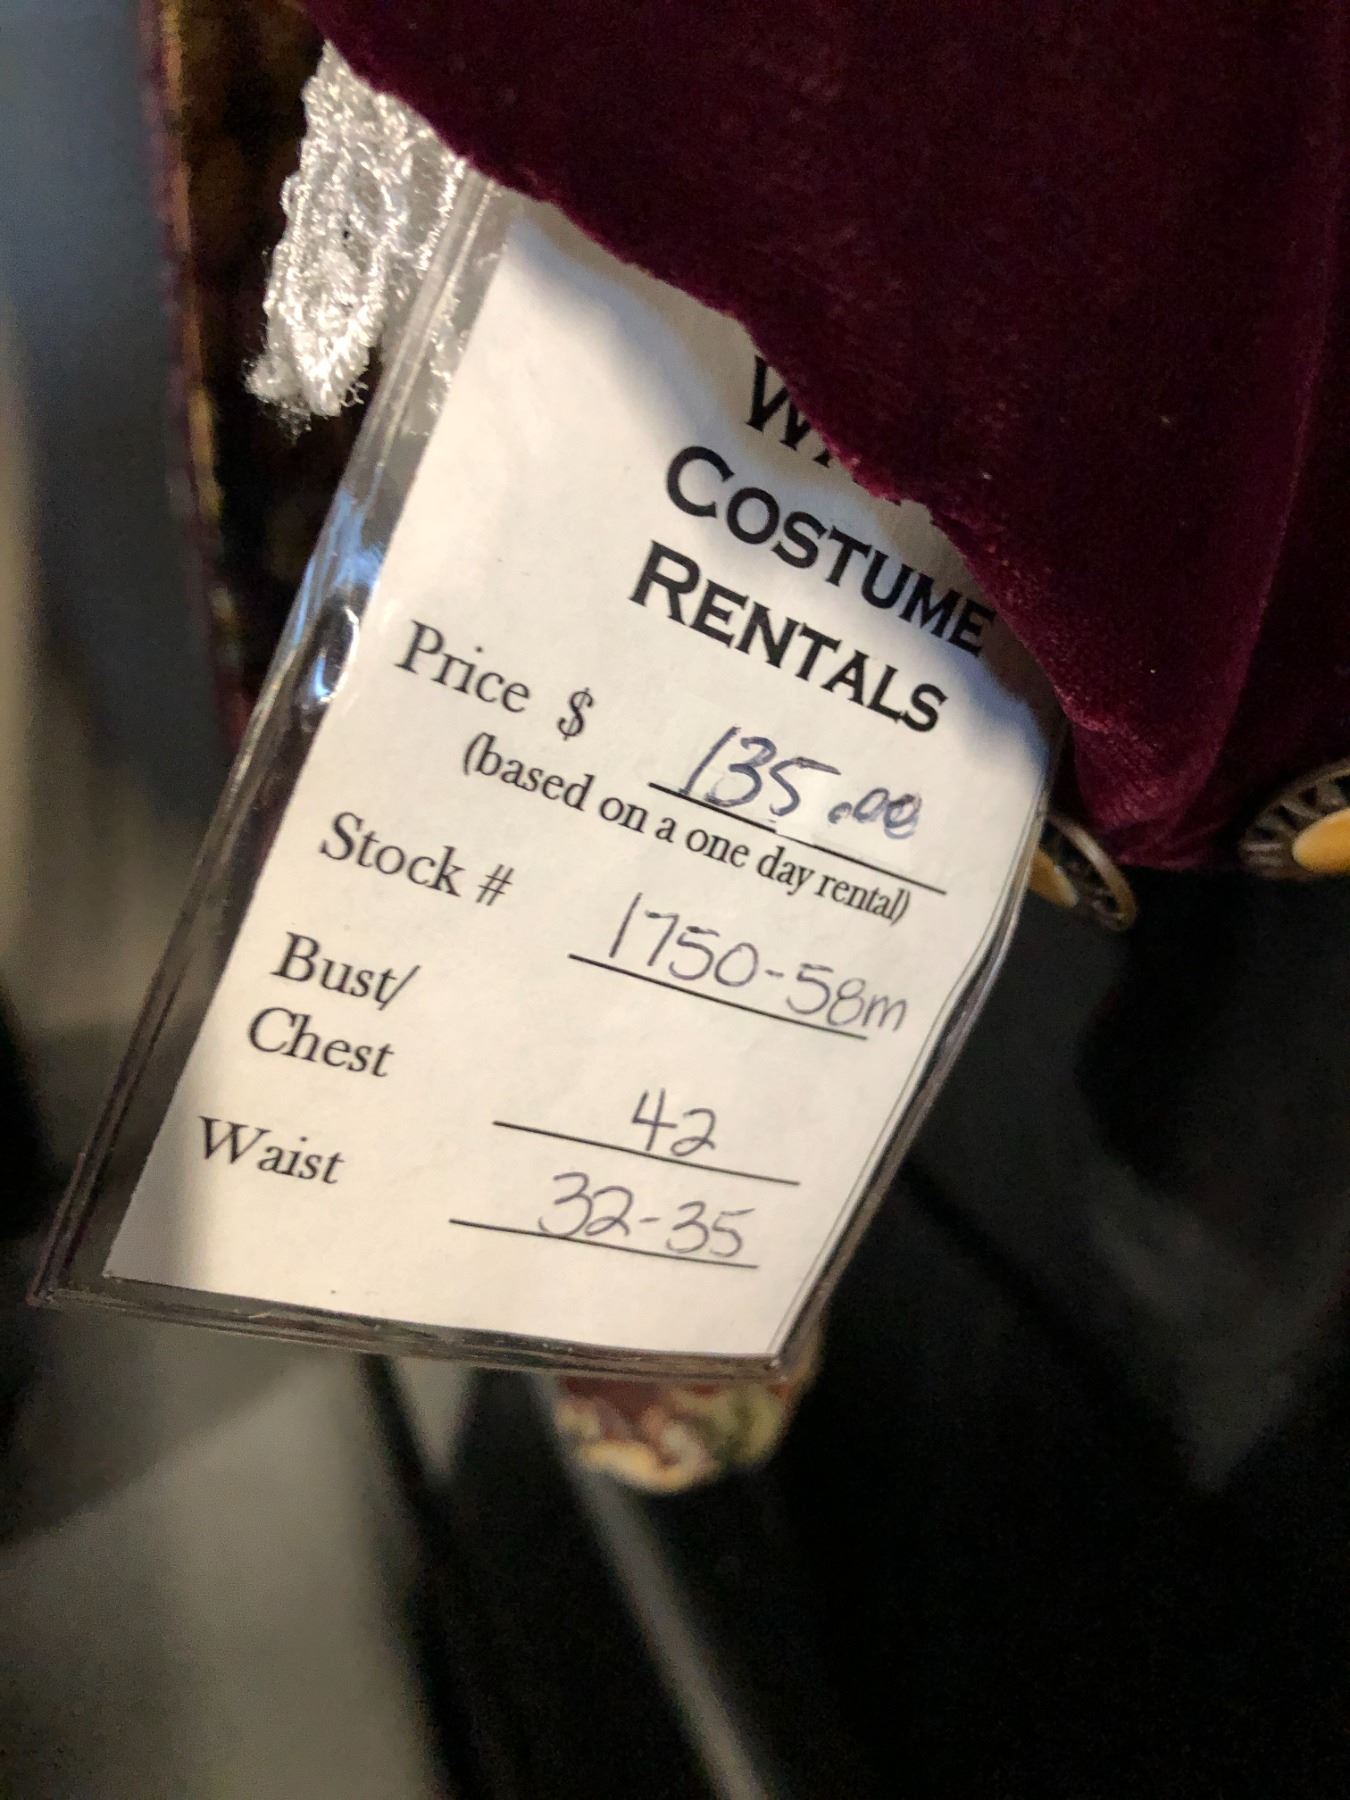 COSTUME
RENTALS
Price $ 135.00
(based on a one day rental)
Stock # 1750-58m
Bust/
Chest 42
Waist 32-35